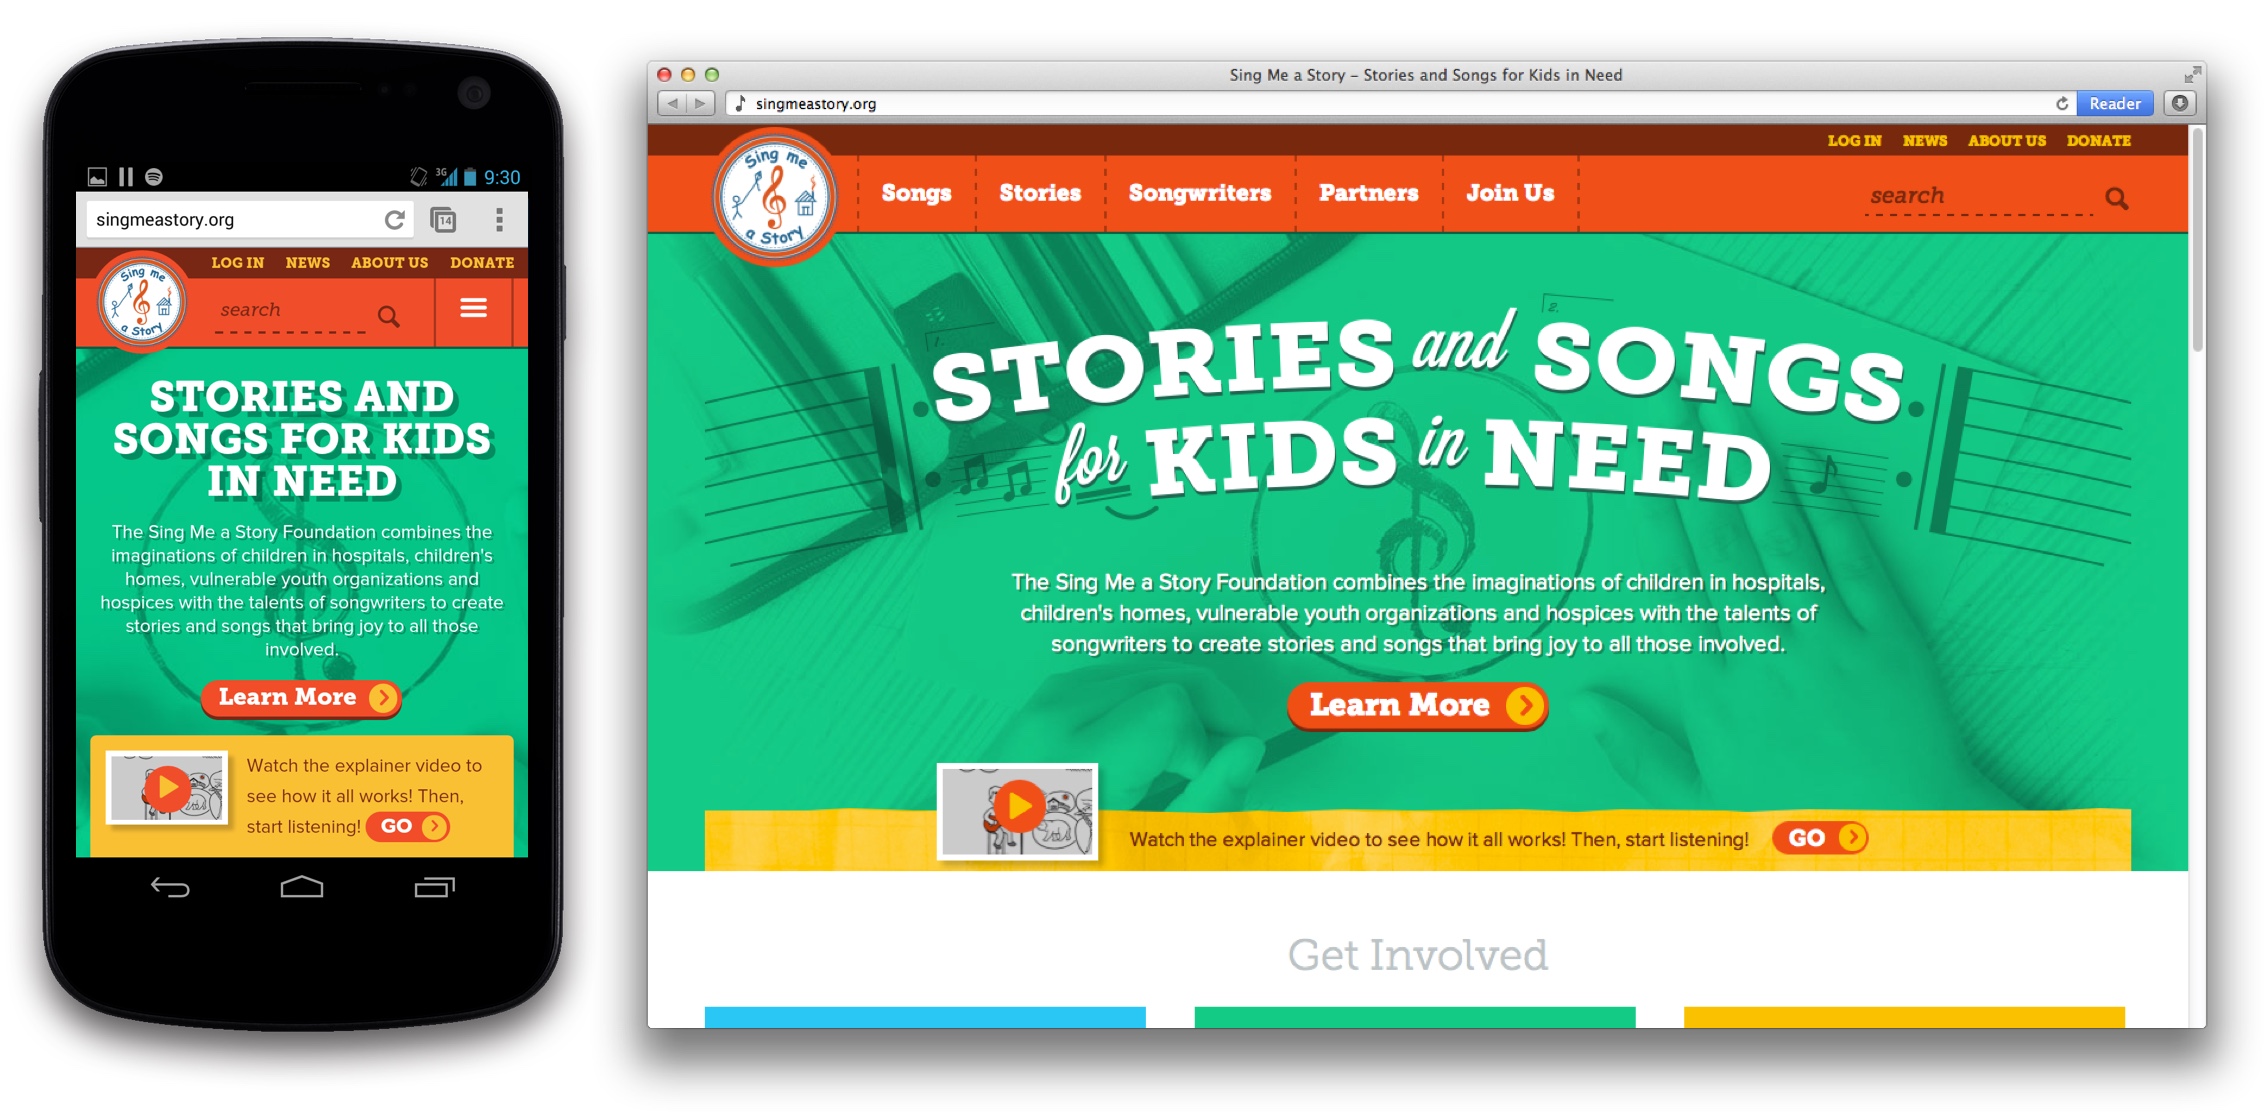 3G 9:30
singmeastory.org 14
LOG IN NEWS ABOUT US DONATE
Sing me
a Story
search
STORIES AND
SONGS FOR KIDS
IN NEED
The Sing Me a Story Foundation combines the
imaginations of children in hospitals, children's
homes, vulnerable youth organizations and
hospices with the talents of songwriters to create
stories and songs that bring joy to all those
involved.
Learn More
Watch the explainer video to
see how it all works! Then,
start listening! GO
Sing Me a Story – Stories and Songs for Kids in Need
singmeastory.org Reader
LOG IN NEWS ABOUT US DONATE
Sing me
a Story
Songs Stories Songwriters Partners Join Us search
1.
2.
STORIES and SONGS
for KIDS in NEED
The Sing Me a Story Foundation combines the imaginations of children in hospitals,
children's homes, vulnerable youth organizations and hospices with the talents of
songwriters to create stories and songs that bring joy to all those involved.
Learn More
Watch the explainer video to see how it all works! Then, start listening! GO
Get Involved